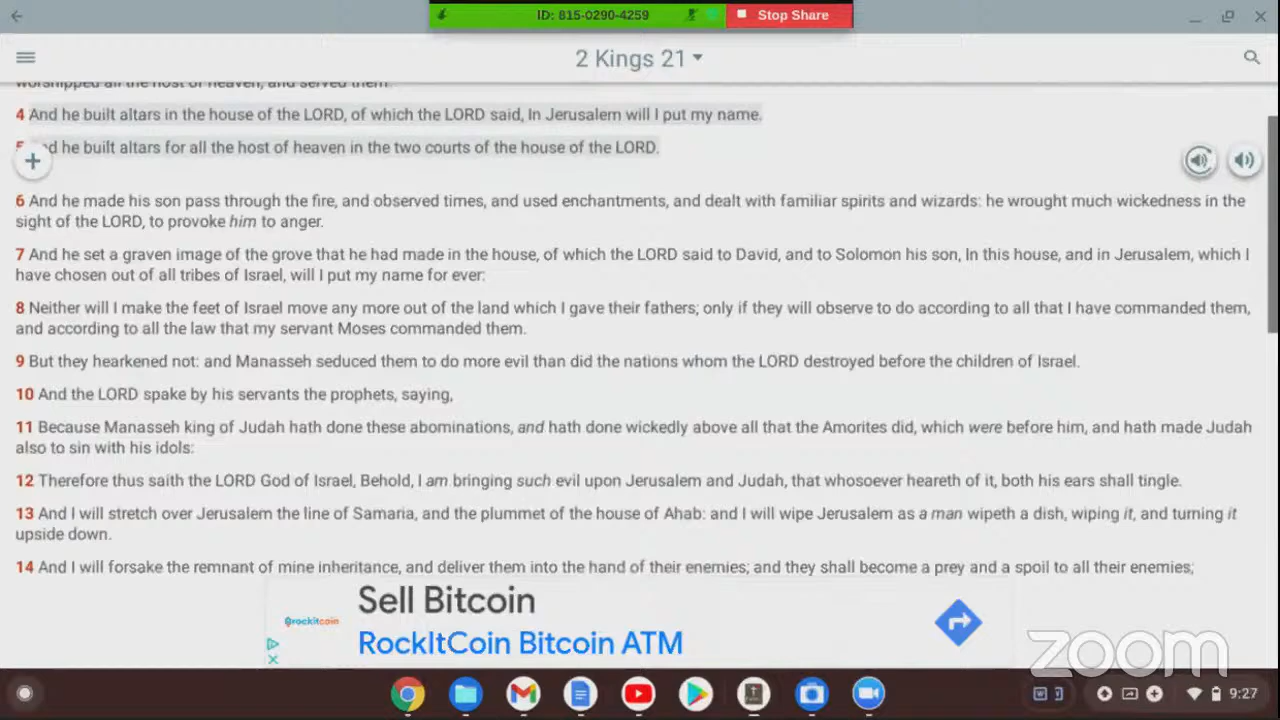 ID: 815-0290-4259
Stop Share
2 Kings 21
worshipped all the host of heaven, and served them.
4 And he built altars in the house of the LORD, of which the LORD said, In Jerusalem will I put my name.
5 And he built altars for all the host of heaven in the two courts of the house of the LORD.
6 And he made his son pass through the fire, and observed times, and used enchantments, and dealt with familiar spirits and wizards: he wrought much wickedness in the
sight of the LORD, to provoke him to anger.
7 And he set a graven image of the grove that he had made in the house, of which the LORD said to David, and to Solomon his son, In this house, and in Jerusalem, which I
have chosen out of all tribes of Israel, will I put my name for ever:
8 Neither will I make the feet of Israel move any more out of the land which I gave their fathers; only if they will observe to do according to all that I have commanded them,
and according to all the law that my servant Moses commanded them.
9 But they hearkened not: and Manasseh seduced them to do more evil than did the nations whom the LORD destroyed before the children of Israel.
10 And the LORD spake by his servants the prophets, saying,
11 Because Manasseh king of Judah hath done these abominations, and hath done wickedly above all that the Amorites did, which were before him, and hath made Judah
also to sin with his idols:
12 Therefore thus saith the LORD God of Israel, Behold, I am bringing such evil upon Jerusalem and Judah, that whosoever heareth of it, both his ears shall tingle.
13 And I will stretch over Jerusalem the line of Samaria, and the plummet of the house of Ahab: and I will wipe Jerusalem as a man wipeth a dish, wiping it, and turning it
upside down.
14 And I will forsake the remnant of mine inheritance, and deliver them into the hand of their enemies; and they shall become a prey and a spoil to all their enemies;
Sell Bitcoin
rockitcoin
RockItCoin Bitcoin ATM
zoom
9:27